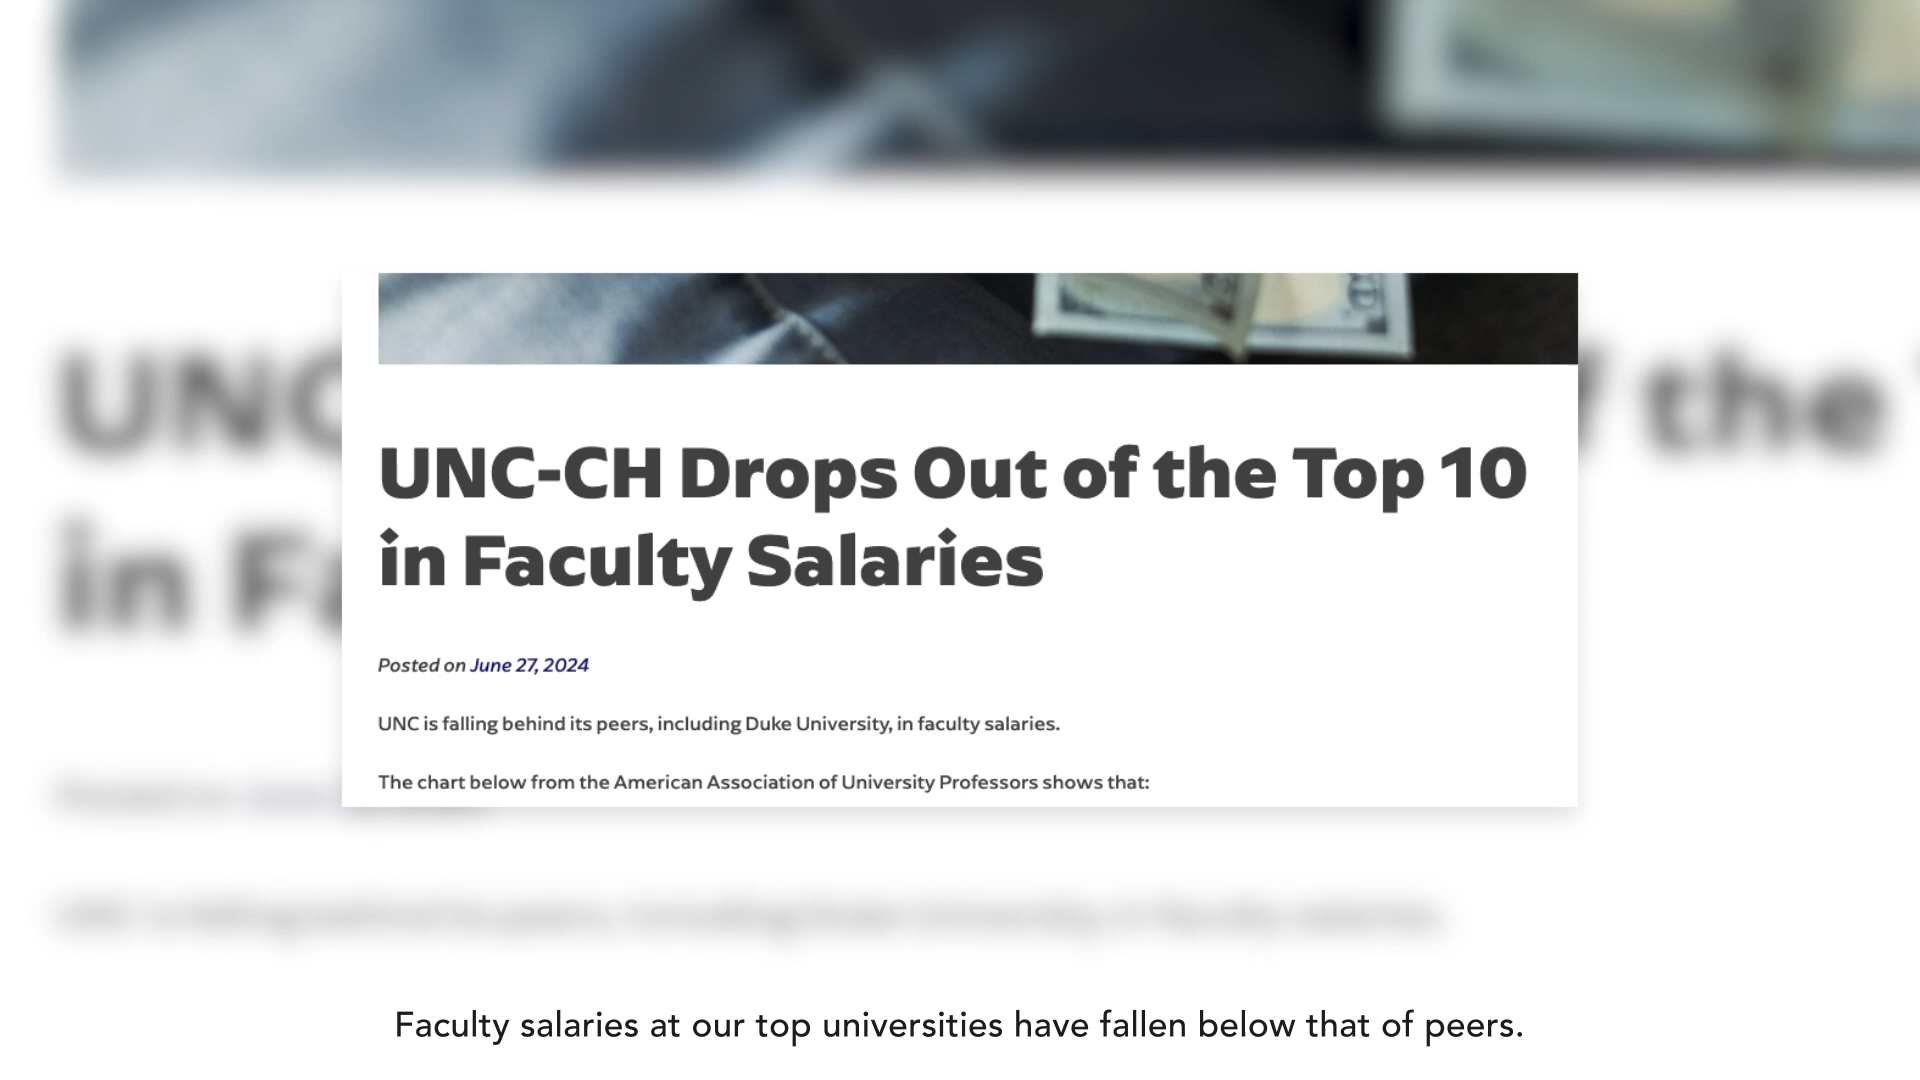 UNC-CH Drops Out of the Top 10
in Faculty Salaries
Posted on June 27, 2024
UNC is falling behind its peers, including Duke University, in faculty salaries.
The chart below from the American Association of University Professors shows that:
Faculty salaries at our top universities have fallen below that of peers.